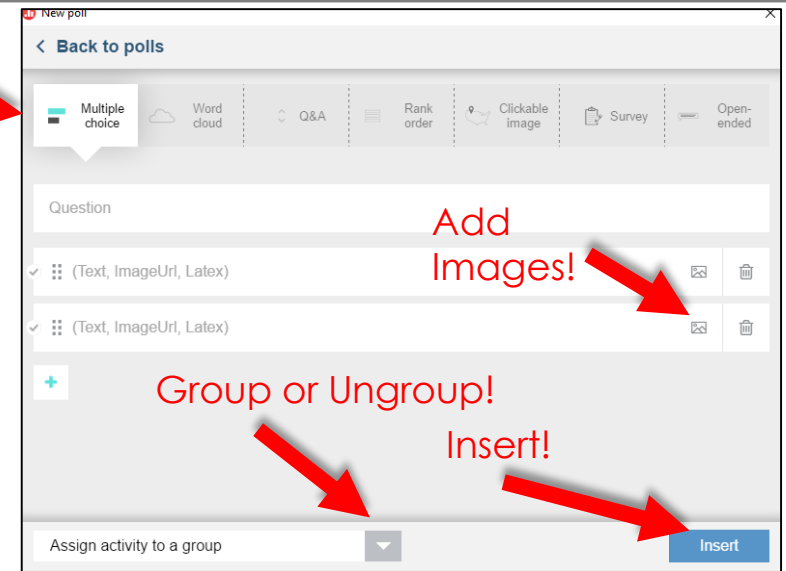 New poll
Back to polls
Multiple choice
Word cloud
Q&A
Rank order
Clickable image
Survey
Open-ended
Question
Add
Images!
(Text, ImageUrl, Latex)
(Text, ImageUrl, Latex)
+
Group or Ungroup!
Insert!
Assign activity to a group
Insert